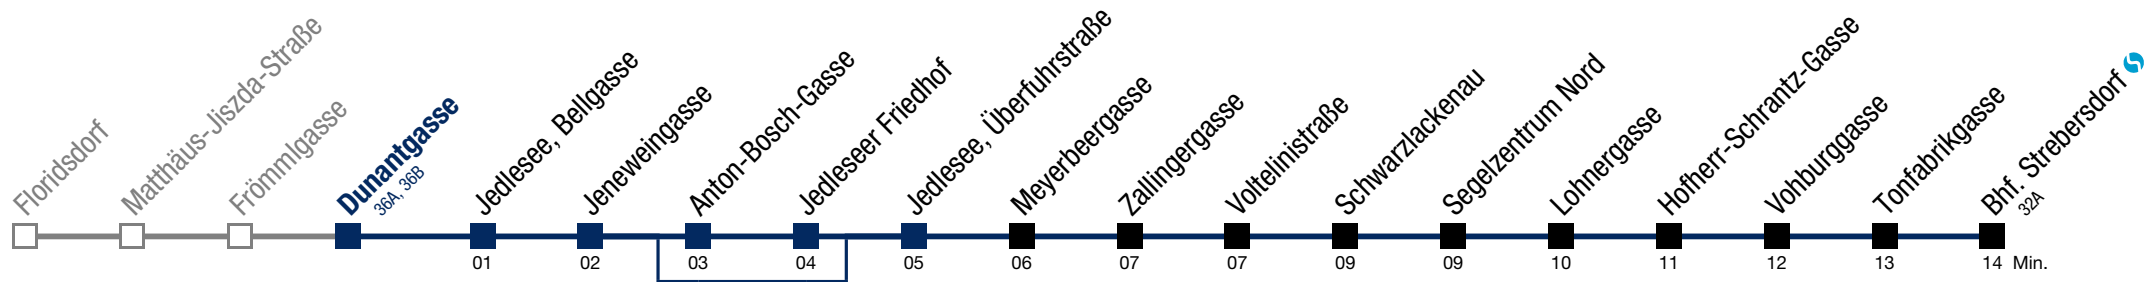 Floridsdorf
Matthäus-Jiszda-Straße
Frömmlgasse
Dunantgasse
36A, 36B
Jedlesee, Bellgasse
Jeneweingasse
Anton-Bosch-Gasse
Jedleseer Friedhof
Jedlesee, Überfuhrstraße
Meyerbeergasse
Zallingergasse
Voltelinistraße
Schwarzlackenau
Segelzentrum Nord
Lohnergasse
Hofherr-Schrantz-Gasse
Vohburggasse
Tonfabrikgasse
Bhf. Strebersdorf
32A
01 02 03 04 05 06 07 07 09 09 10 11 12 13 14 Min.